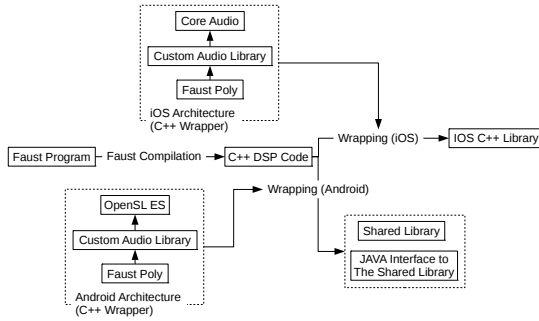 Core Audio
Custom Audio Library
Faust Poly
iOS Architecture
(C++ Wrapper)
Wrapping (iOS)
IOS C++ Library
Faust Program
Faust Compilation
C++ DSP Code
Wrapping (Android)
OpenSL ES
Custom Audio Library
Faust Poly
Android Architecture
(C++ Wrapper)
Shared Library
JAVA Interface to
The Shared Library